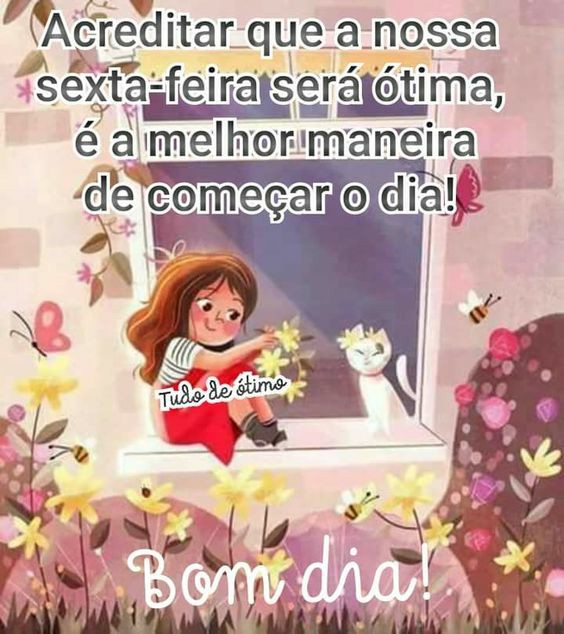 Acreditar que a nossa
sexta-feira será ótima,
é a melhor maneira
de começar o dia!
Tudo de ótimo
Bom dia!